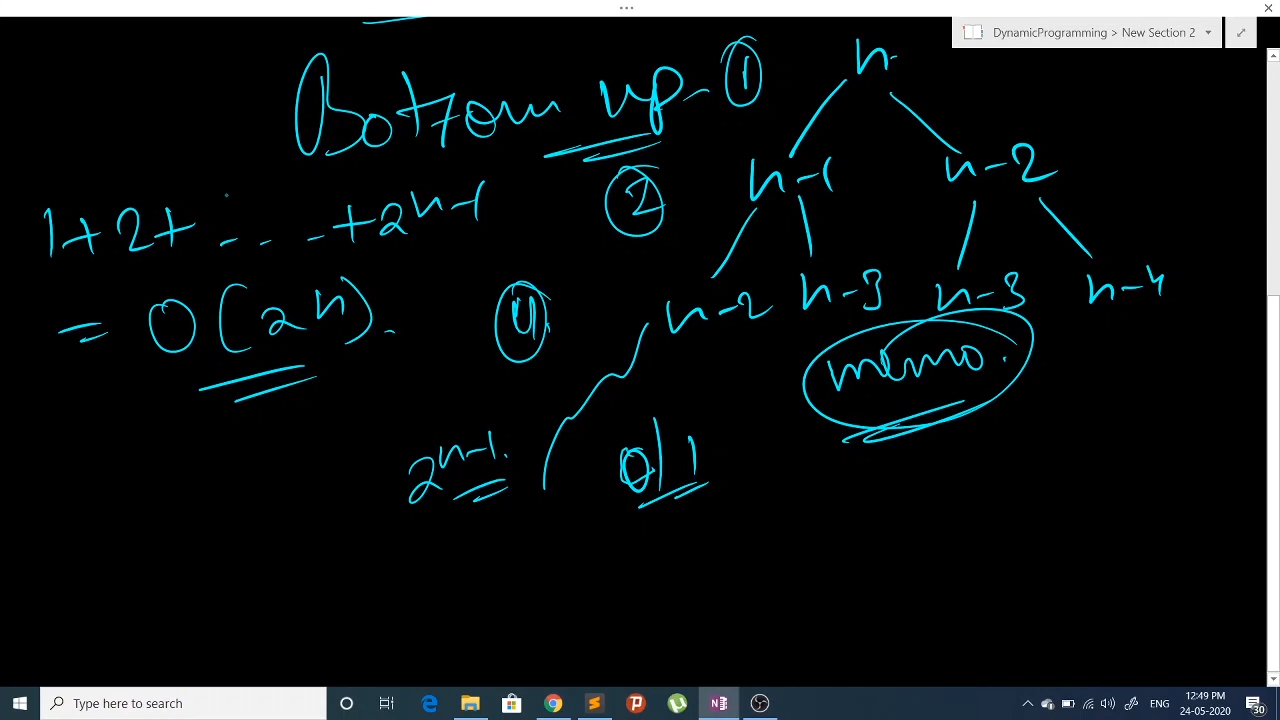 DynamicProgramming > New Section 2
Bottom up - ①
n
n-1 n-2
1+2+ . . . . +2^{n-1} ②
n-2 n-3 n-3 n-4
= O(2^n). ④
memo.
2^{n-1}. 0/1
Type here to search
ENG
12:49 PM
24-05-2020
30